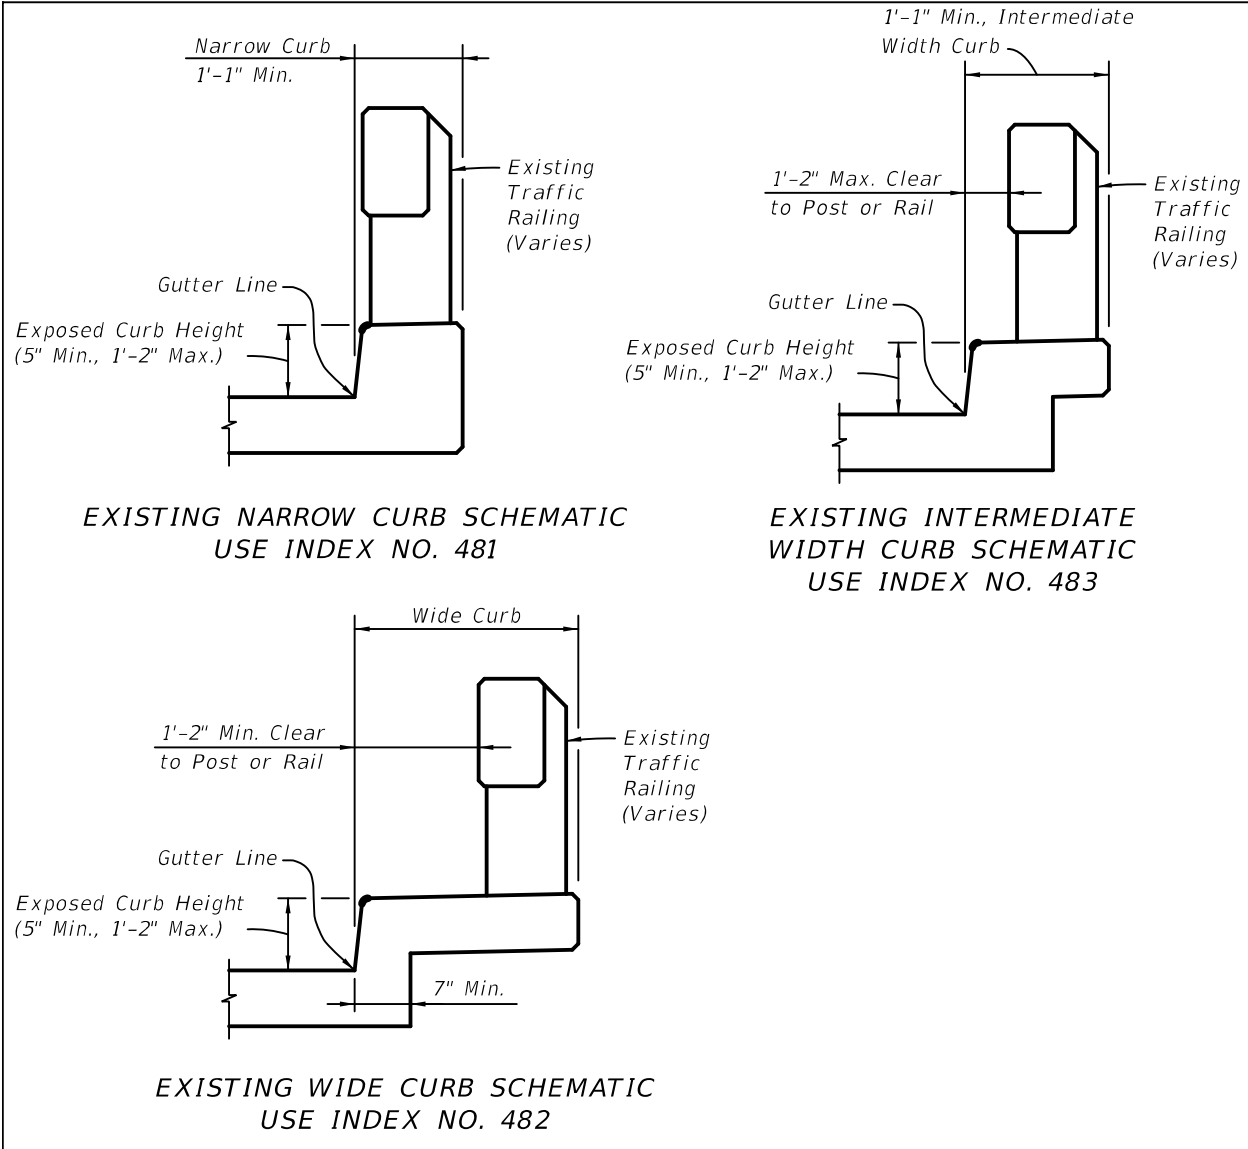 Narrow Curb
1'-1" Min.
Existing
Traffic
Railing
(Varies)
Gutter Line
Exposed Curb Height
(5" Min., 1'-2" Max.)
EXISTING NARROW CURB SCHEMATIC
USE INDEX NO. 481
1'-1" Min., Intermediate
Width Curb
1'-2" Max. Clear
to Post or Rail
Existing
Traffic
Railing
(Varies)
Gutter Line
Exposed Curb Height
(5" Min., 1'-2" Max.)
EXISTING INTERMEDIATE
WIDTH CURB SCHEMATIC
USE INDEX NO. 483
Wide Curb
1'-2" Min. Clear
to Post or Rail
Existing
Traffic
Railing
(Varies)
Gutter Line
Exposed Curb Height
(5" Min., 1'-2" Max.)
7" Min.
EXISTING WIDE CURB SCHEMATIC
USE INDEX NO. 482